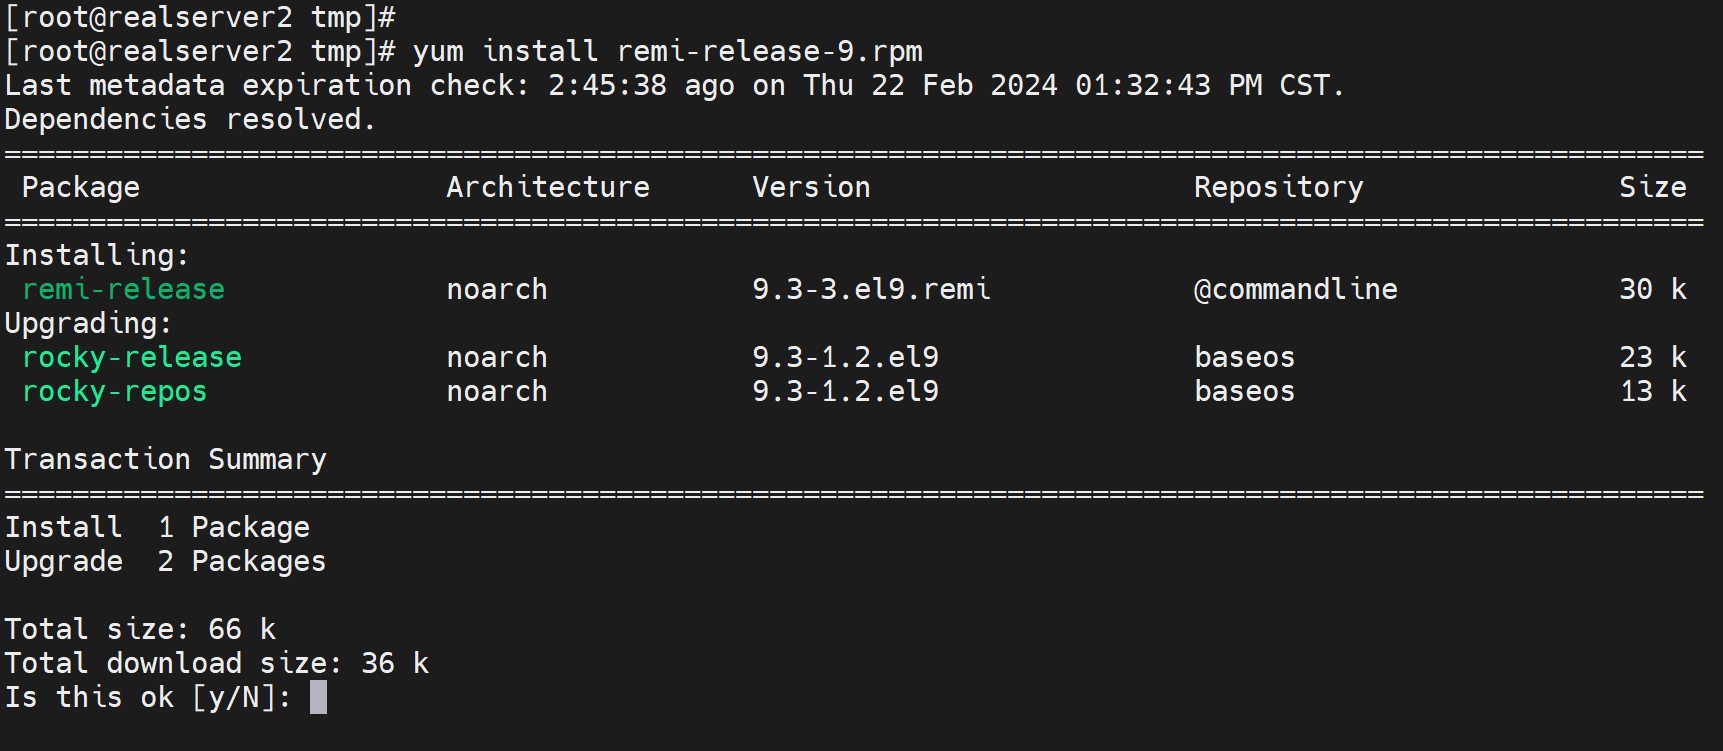 [root@realserver2 tmp]#
[root@realserver2 tmp]# yum install remi-release-9.rpm
Last metadata expiration check: 2:45:38 ago on Thu 22 Feb 2024 01:32:43 PM CST.
Dependencies resolved.
====================================================================================================
 Package                  Architecture      Version                   Repository               Size
====================================================================================================
Installing:
 remi-release             noarch            9.3-3.el9.remi            @commandline             30 k
Upgrading:
 rocky-release            noarch            9.3-1.2.el9               baseos                   23 k
 rocky-repos              noarch            9.3-1.2.el9               baseos                   13 k

Transaction Summary
====================================================================================================
Install  1 Package
Upgrade  2 Packages

Total size: 66 k
Total download size: 36 k
Is this ok [y/N]: